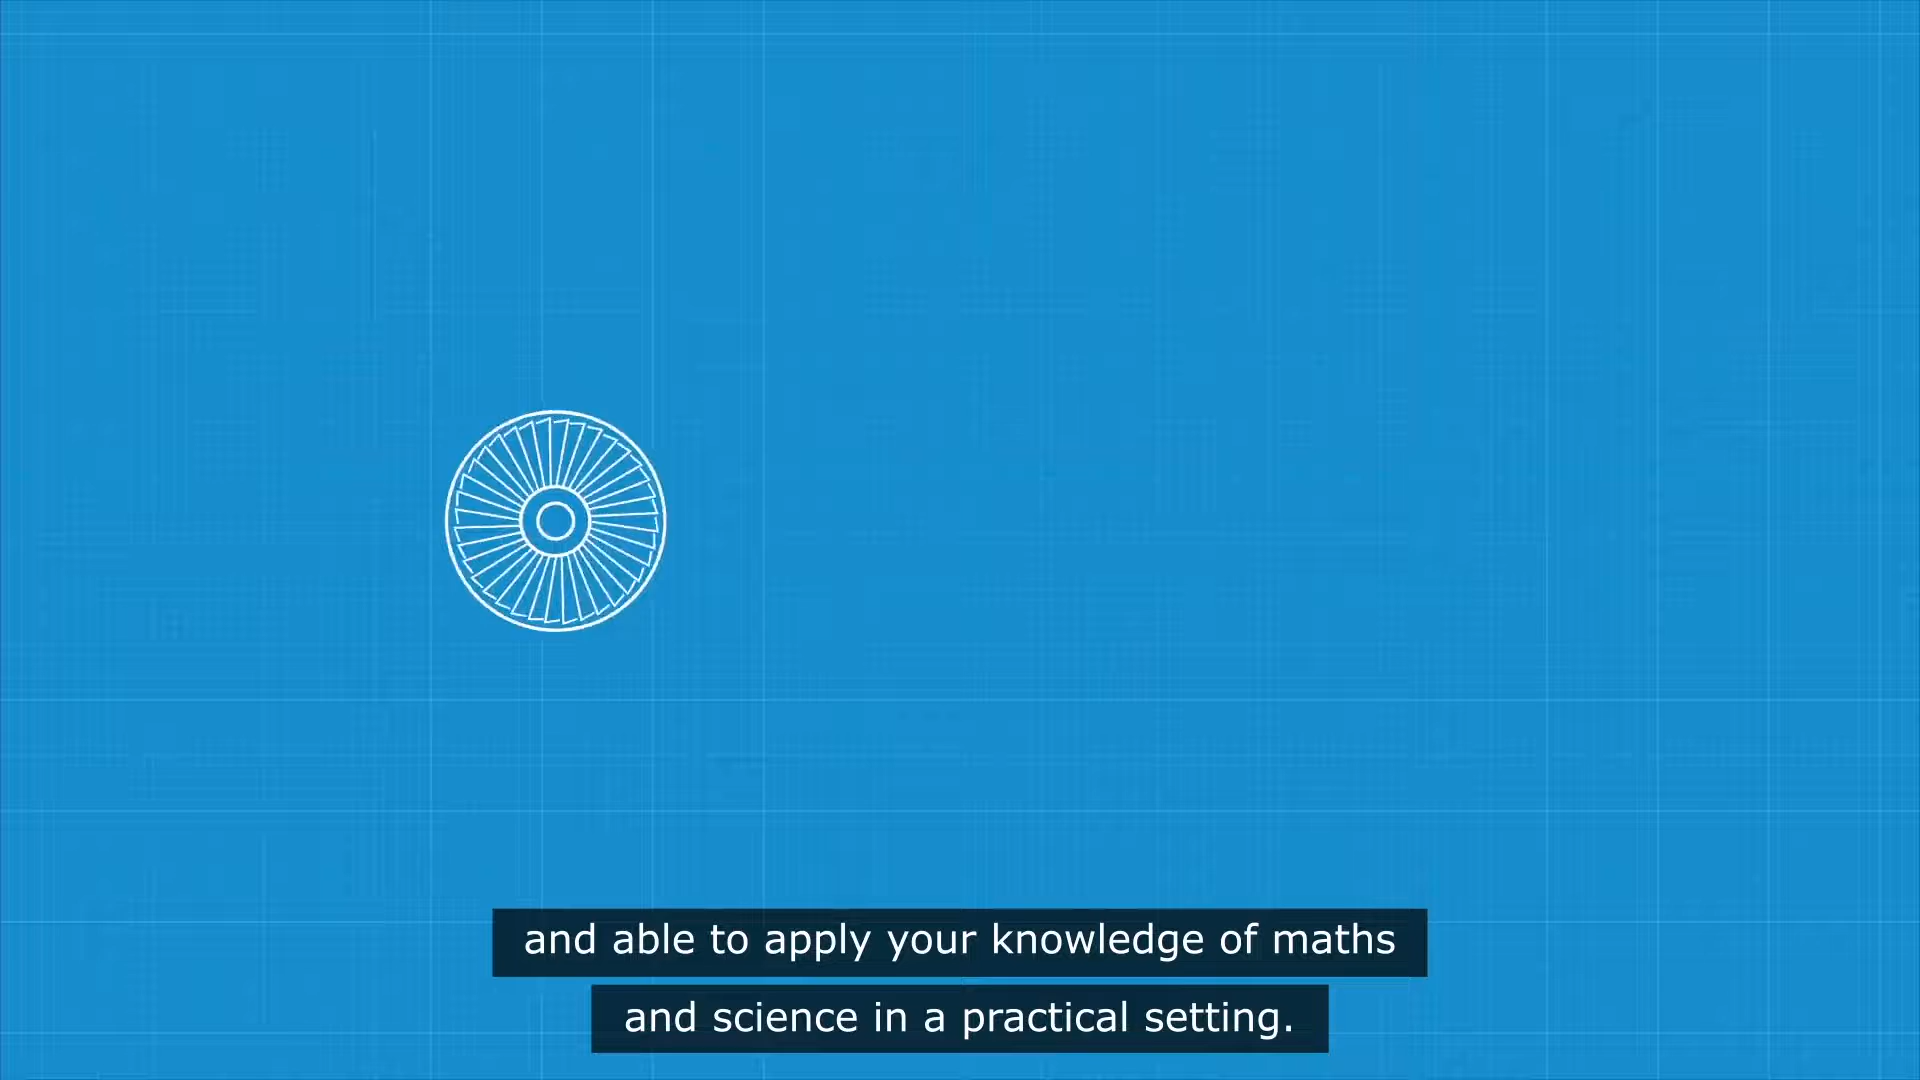 and able to apply your knowledge of maths
and science in a practical setting.